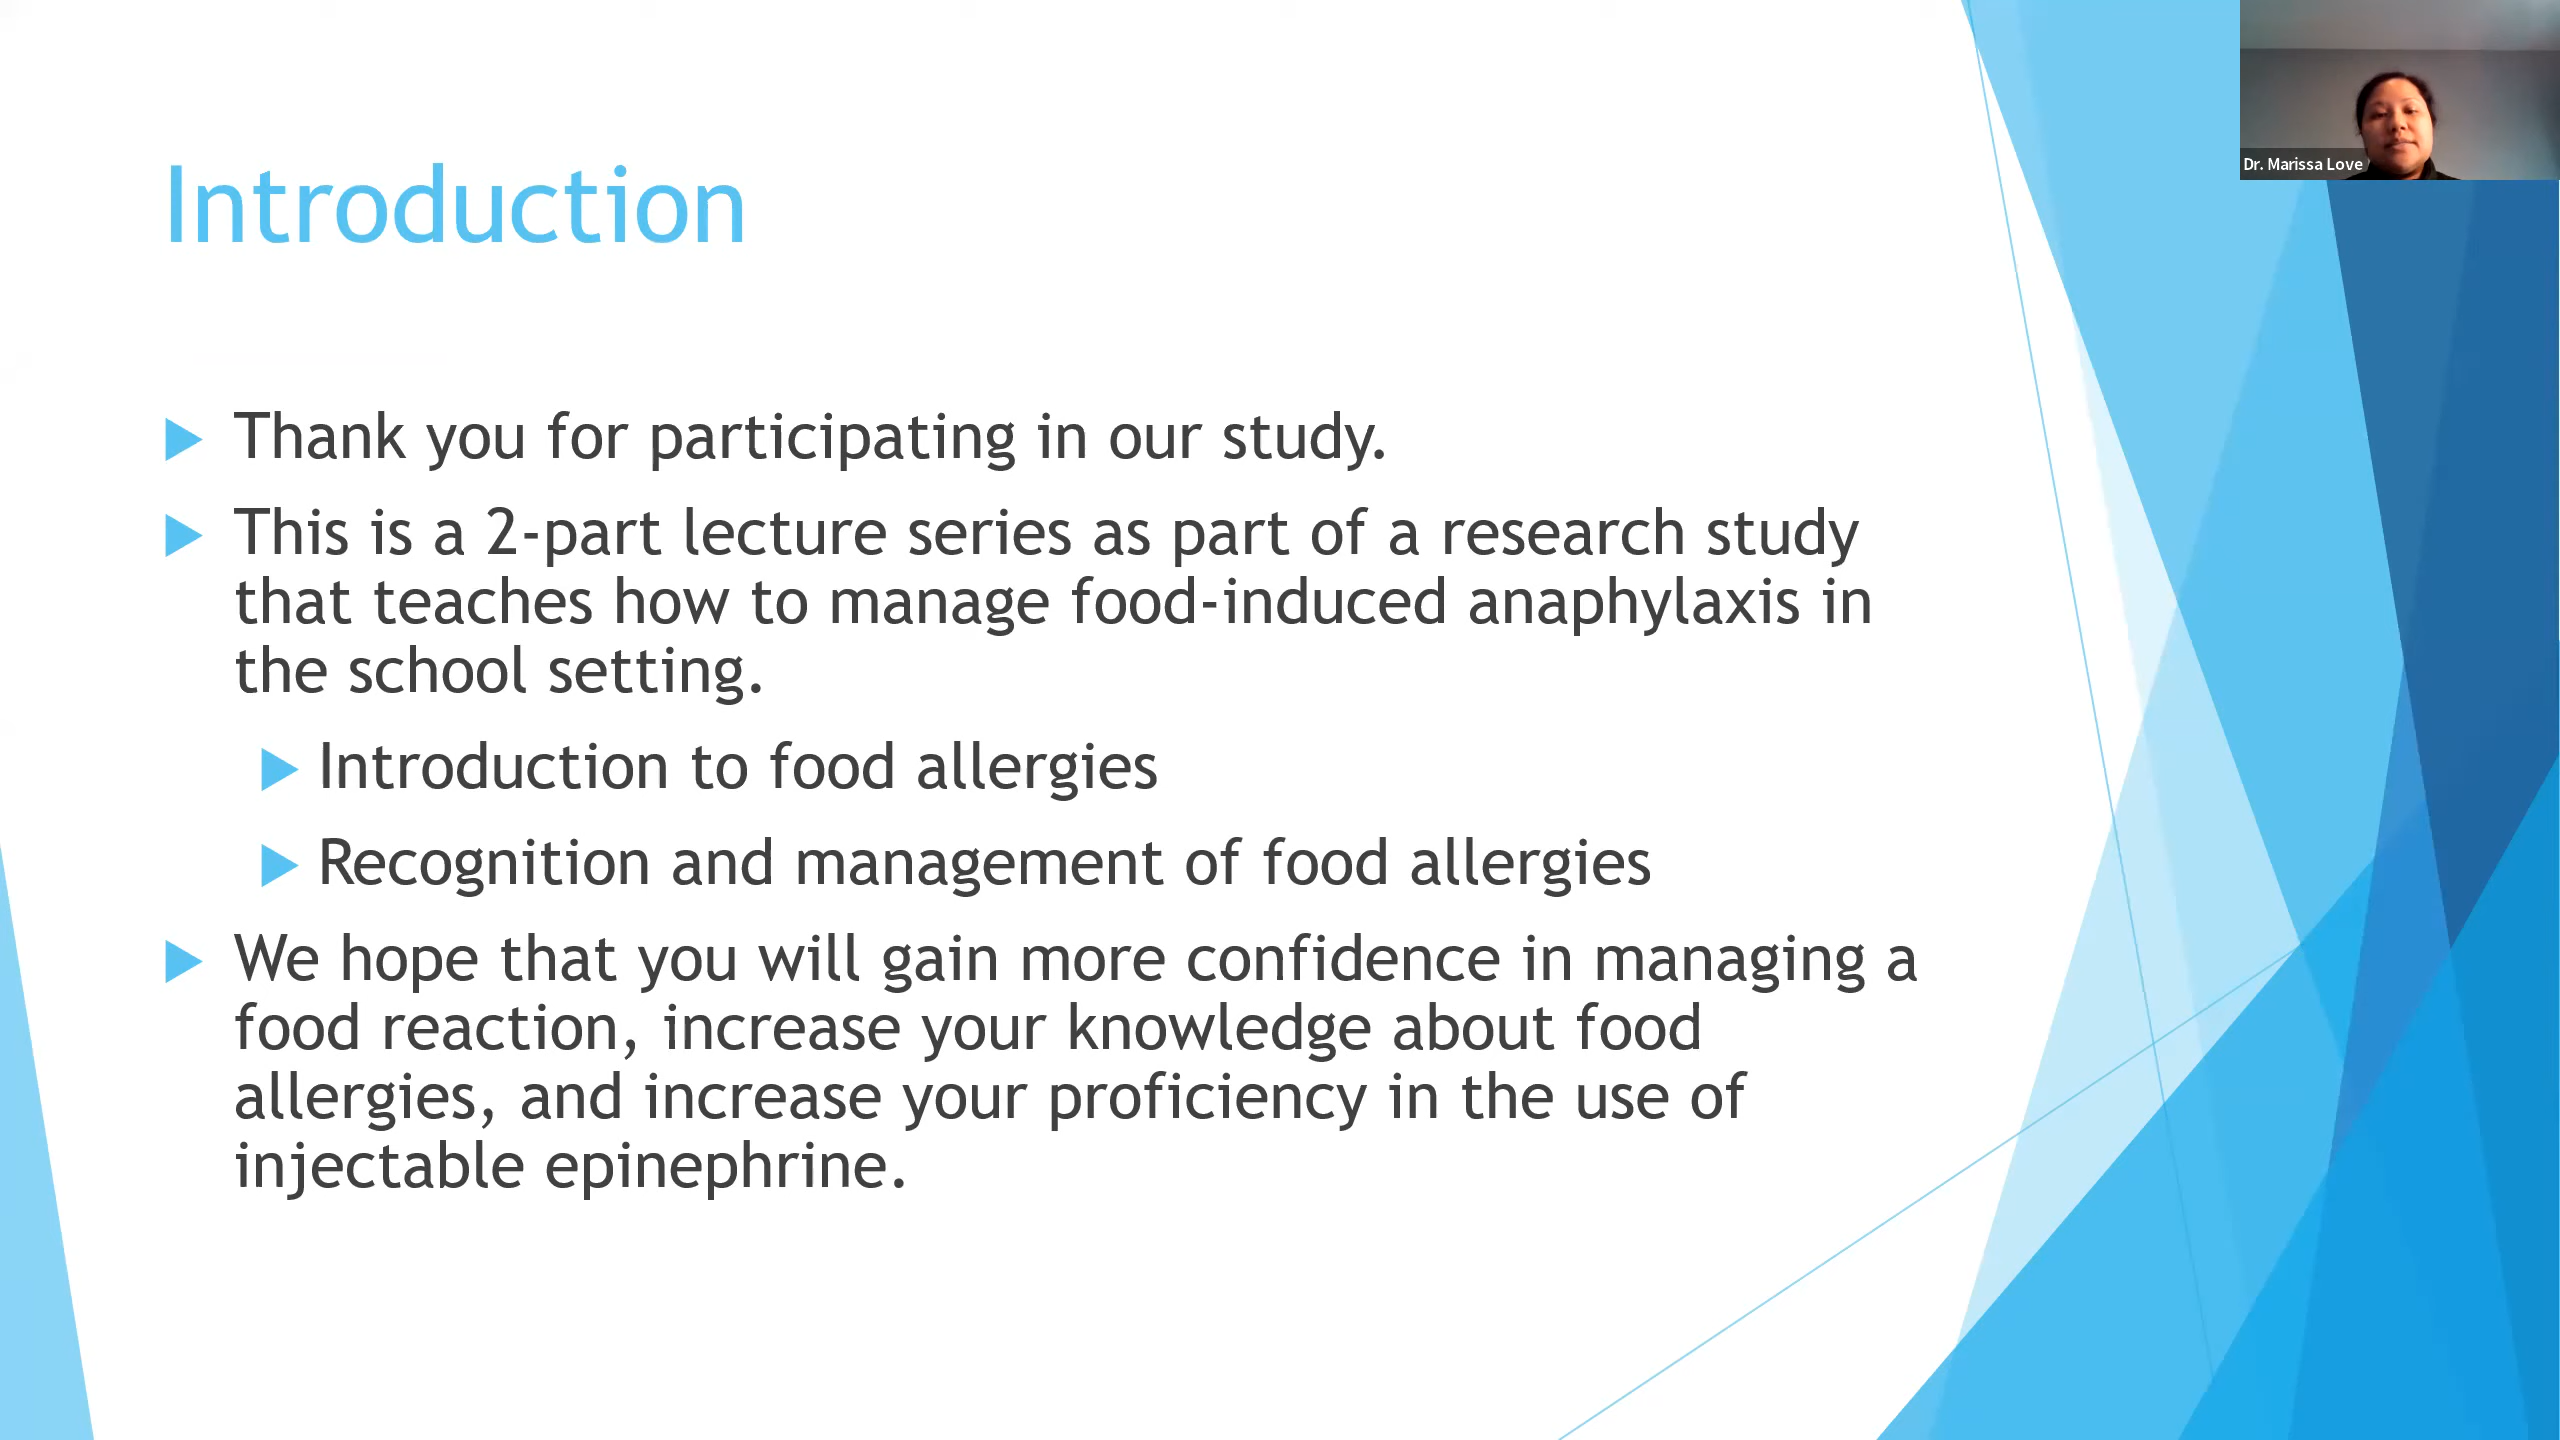 Introduction
Dr. Marissa Love
Thank you for participating in our study.
This is a 2-part lecture series as part of a research study
that teaches how to manage food-induced anaphylaxis in
the school setting.
Introduction to food allergies
Recognition and management of food allergies
We hope that you will gain more confidence in managing a
food reaction, increase your knowledge about food
allergies, and increase your proficiency in the use of
injectable epinephrine.